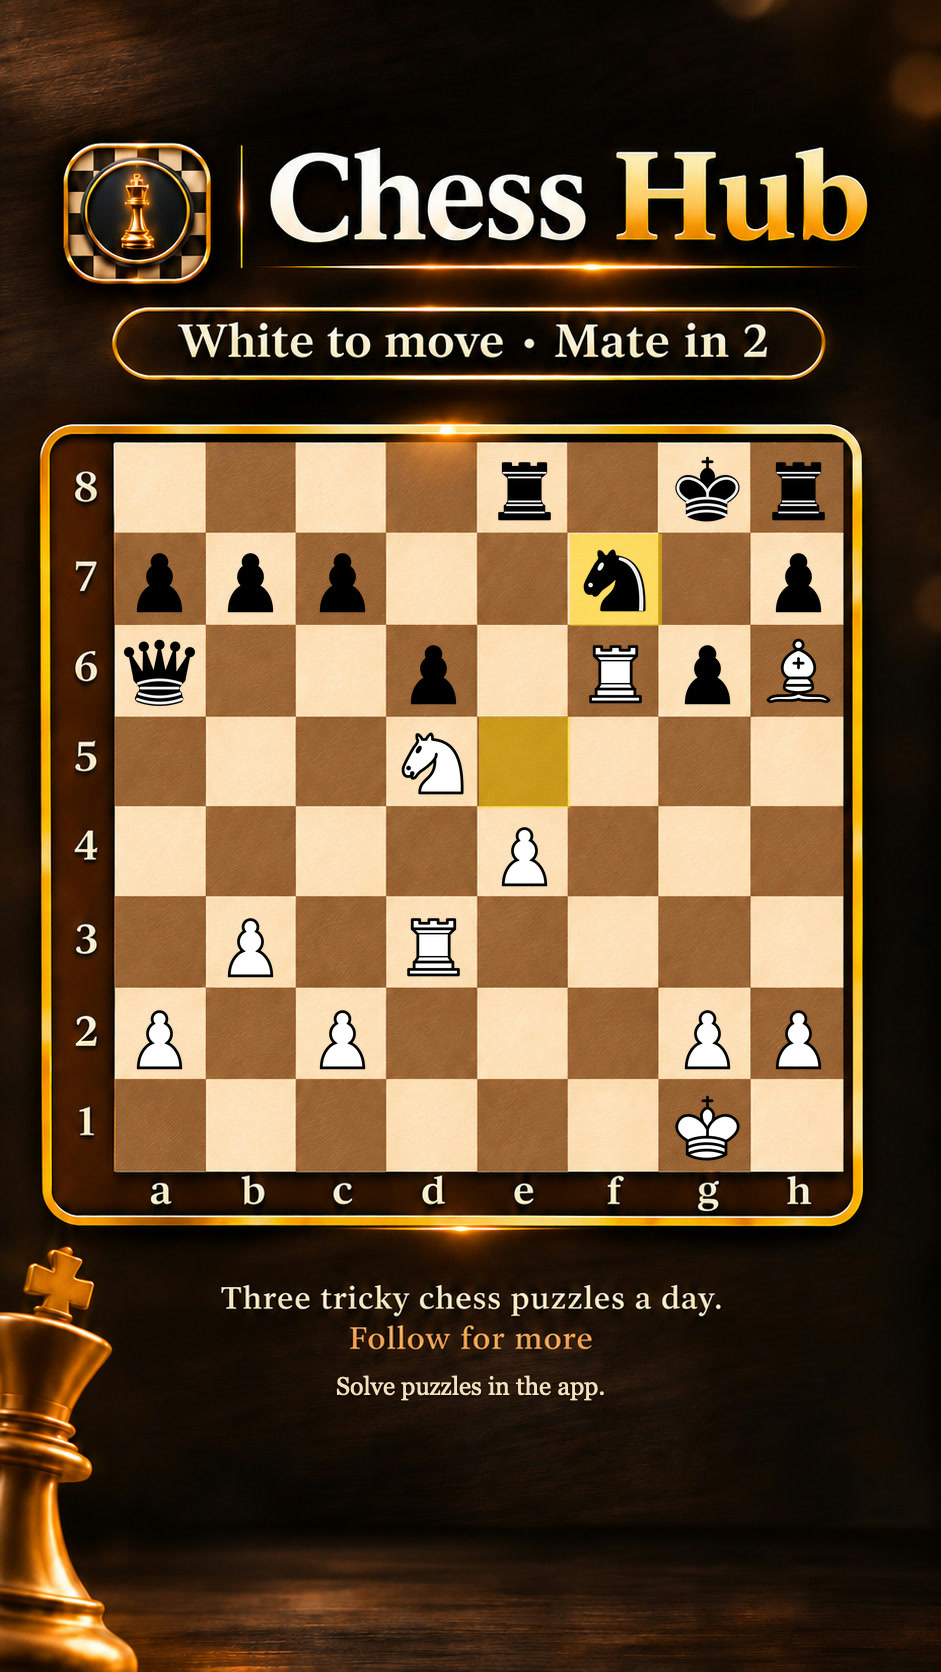 Chess Hub
White to move • Mate in 2
8
7
6
5
4
3
2
1
a b c d e f g h
Three tricky chess puzzles a day.
Follow for more
Solve puzzles in the app.